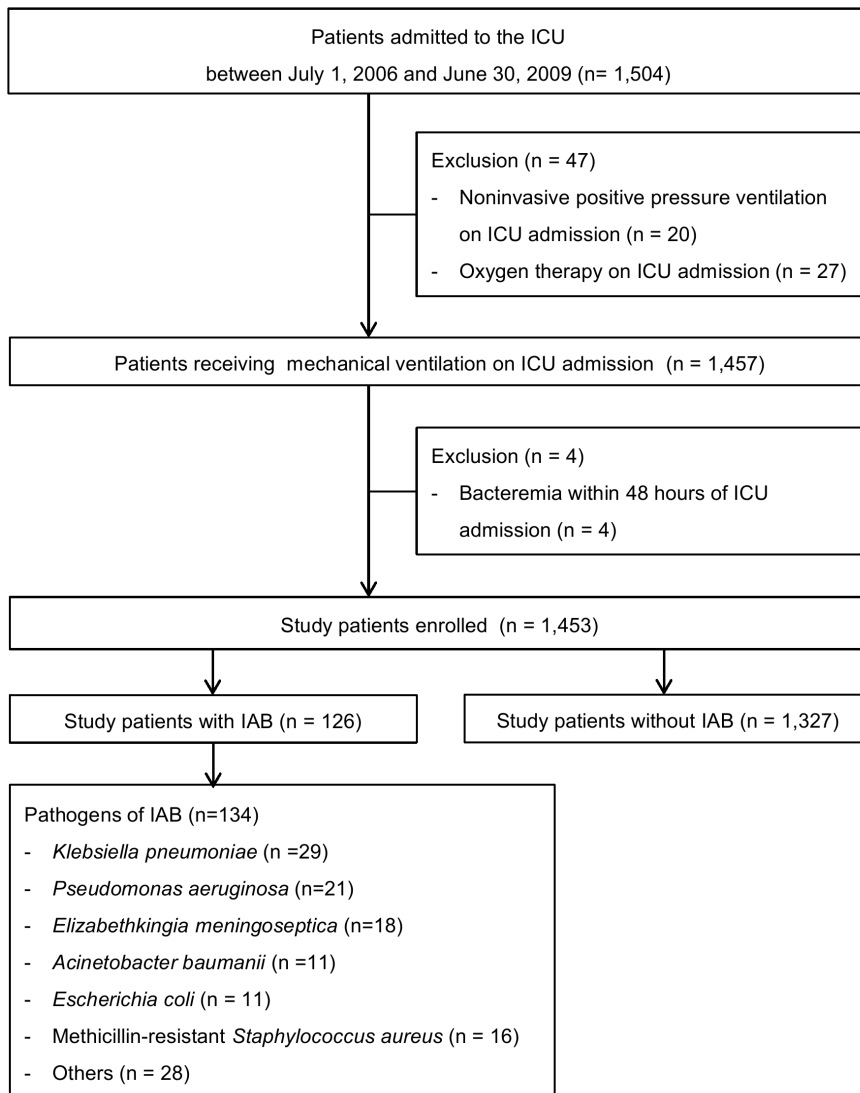 Patients admitted to the ICU
between July 1, 2006 and June 30, 2009 (n= 1,504)
Exclusion (n = 47)
- Noninvasive positive pressure ventilation
on ICU admission (n = 20)
- Oxygen therapy on ICU admission (n = 27)
Patients receiving mechanical ventilation on ICU admission (n = 1,457)
Exclusion (n = 4)
- Bacteremia within 48 hours of ICU
admission (n = 4)
Study patients enrolled (n = 1,453)
Study patients with IAB (n = 126)
Study patients without IAB (n = 1,327)
Pathogens of IAB (n=134)
- Klebsiella pneumoniae (n =29)
- Pseudomonas aeruginosa (n=21)
- Elizabethkingia meningoseptica (n=18)
- Acinetobacter baumanii (n =11)
- Escherichia coli (n = 11)
- Methicillin-resistant Staphylococcus aureus (n = 16)
- Others (n = 28)